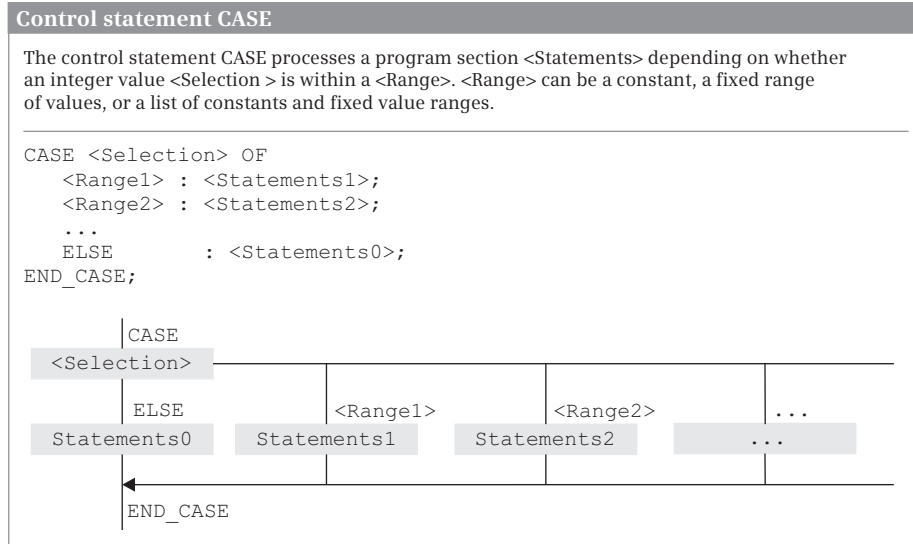 Control statement CASE
The control statement CASE processes a program section <Statements> depending on whether
an integer value <Selection > is within a <Range>. <Range> can be a constant, a fixed range
of values, or a list of constants and fixed value ranges.
CASE <Selection> OF
<Range1> : <Statements1>;
<Range2> : <Statements2>;
...
ELSE : <Statements0>;
END_CASE;
CASE
<Selection>
ELSE <Range1> <Range2> ...
Statements0 Statements1 Statements2 ...
END_CASE